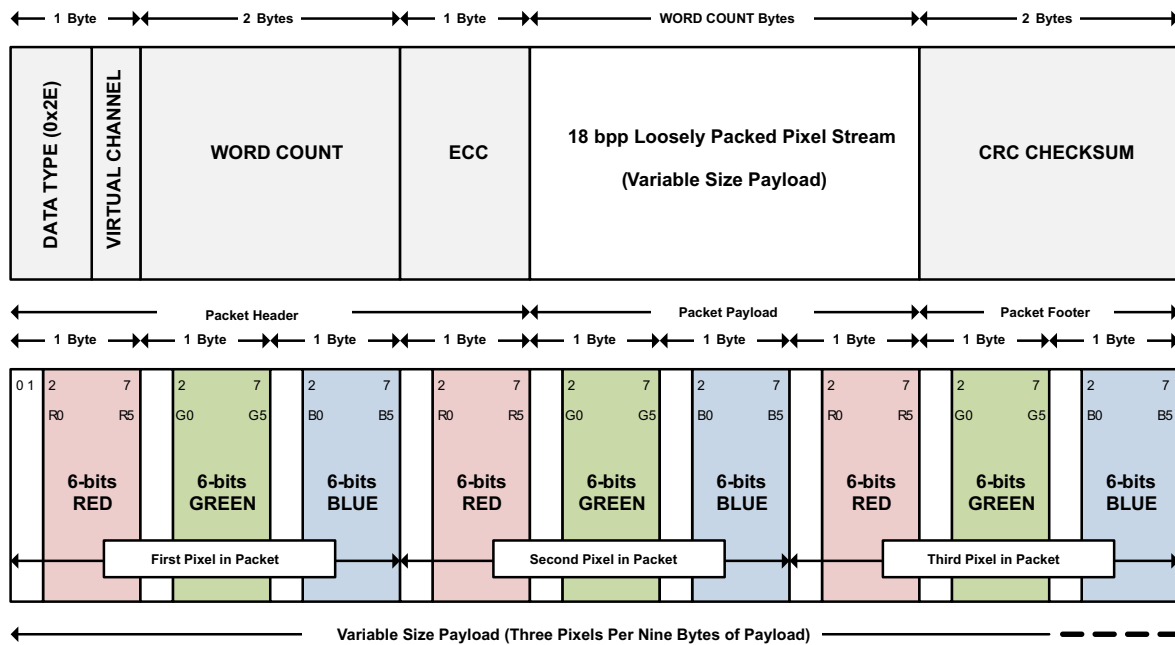 1 Byte 2 Bytes 1 Byte WORD COUNT Bytes 2 Bytes
DATA TYPE (0x2E)
VIRTUAL CHANNEL
WORD COUNT
ECC
18 bpp Loosely Packed Pixel Stream
(Variable Size Payload)
CRC CHECKSUM
Packet Header Packet Payload Packet Footer
1 Byte 1 Byte 1 Byte 1 Byte 1 Byte 1 Byte 1 Byte 1 Byte 1 Byte
0 1 2 7 2 7 2 7 2 7 2 7 2 7 2 7 2 7 2 7
R0 R5 G0 G5 B0 B5 R0 R5 G0 G5 B0 B5 R0 R5 G0 G5 B0 B5
6-bits 6-bits 6-bits 6-bits 6-bits 6-bits 6-bits 6-bits 6-bits
RED GREEN BLUE RED GREEN BLUE RED GREEN BLUE
First Pixel in Packet Second Pixel in Packet Third Pixel in Packet
Variable Size Payload (Three Pixels Per Nine Bytes of Payload)